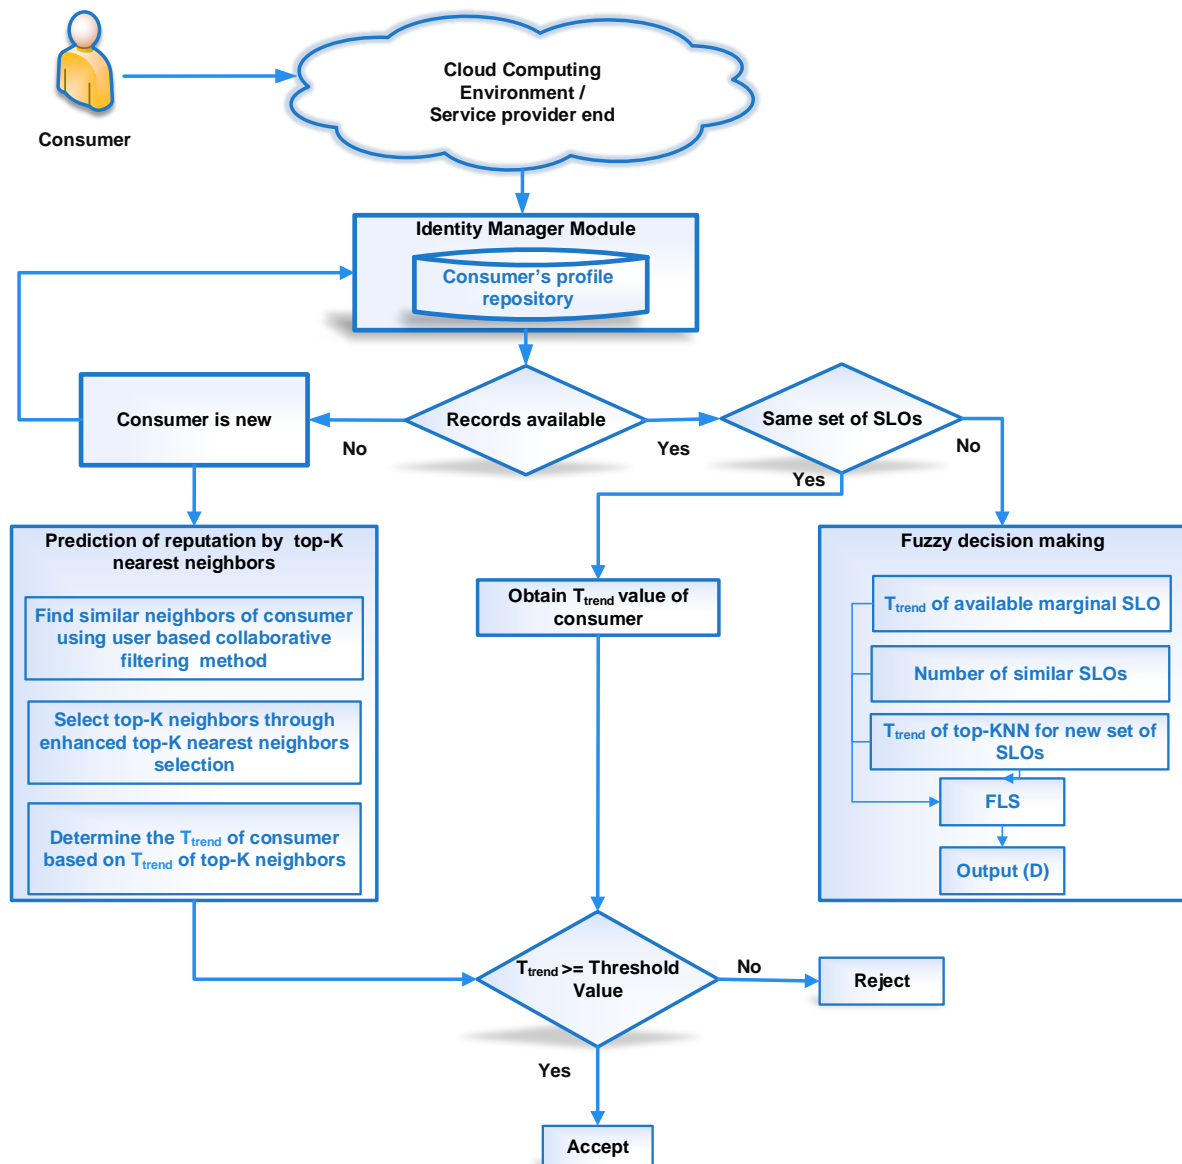 Cloud Computing
Environment /
Service provider end
Consumer
Identity Manager Module
Consumer's profile
repository
Consumer is new
Records available
Same set of SLOs
No
Yes
No
Yes
Prediction of reputation by top-K
nearest neighbors
Find similar neighbors of consumer
using user based collaborative
filtering method
Select top-K neighbors through
enhanced top-K nearest neighbors
selection
Determine the Ttrend of consumer
based on Ttrend of top-K neighbors
Obtain Ttrend value of
consumer
Fuzzy decision making
Ttrend of available marginal SLO
Number of similar SLOs
Ttrend of top-KNN for new set of
SLOs
FLS
Output (D)
Ttrend >= Threshold
Value
No
Reject
Yes
Accept